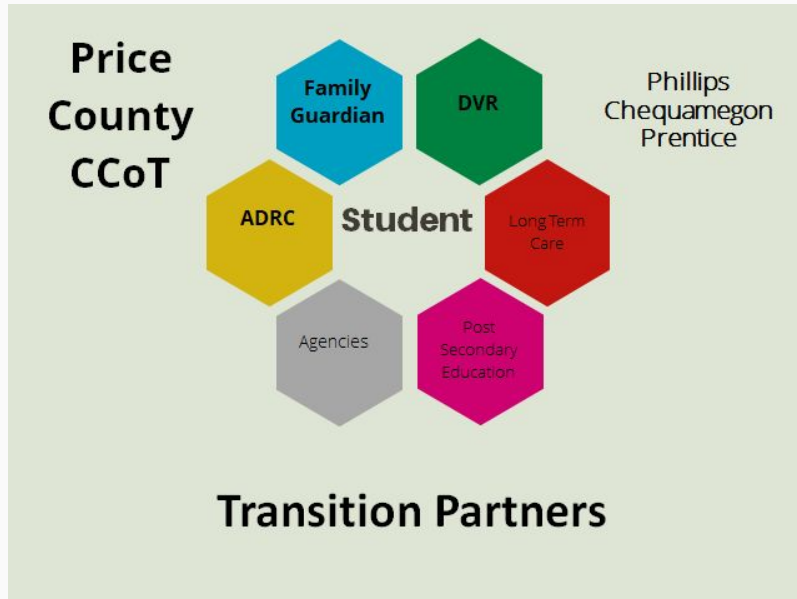 Price
County
CCoT
Family
Guardian
DVR
Phillips
Chequamegon
Prentice
ADRC
Student
Long Term
Care
Agencies
Post
Secondary
Education
Transition Partners